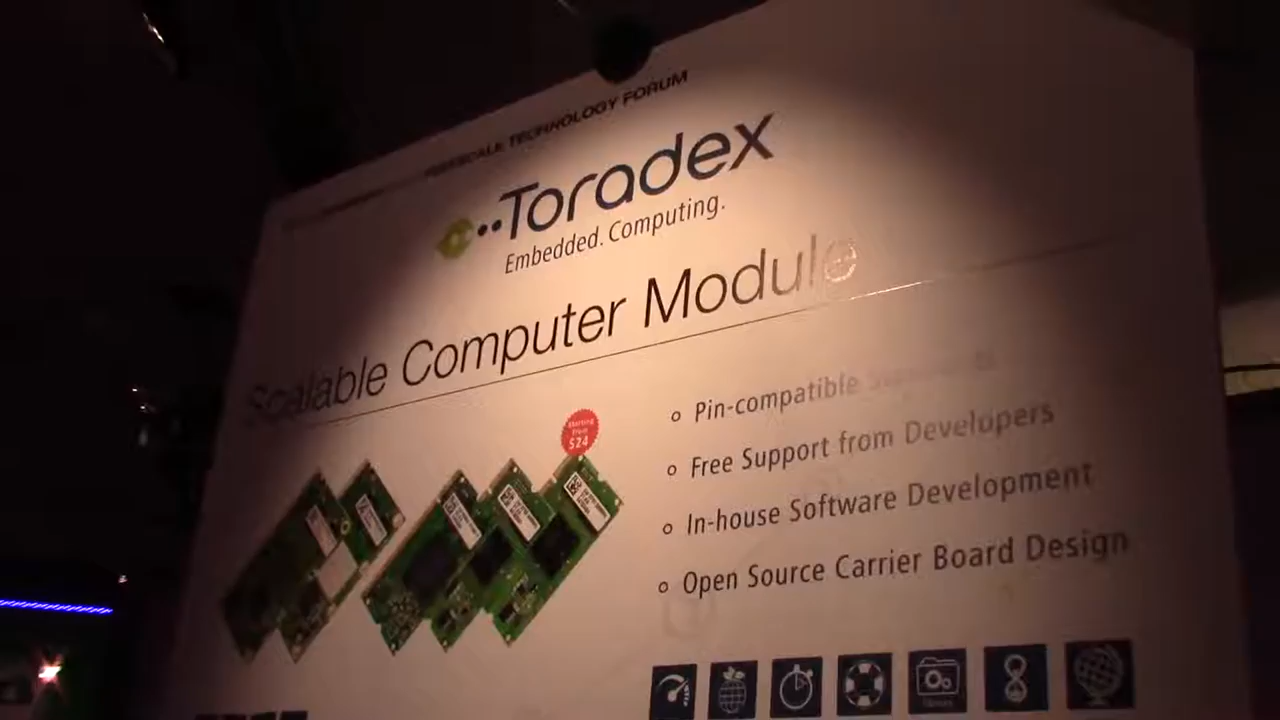 FREESCALE TECHNOLOGY FORUM
Toradex
Embedded. Computing.
Scalable Computer Module
Starting
from
$24
Pin-compatible
Free Support from Developers
In-house Software Development
Open Source Carrier Board Design